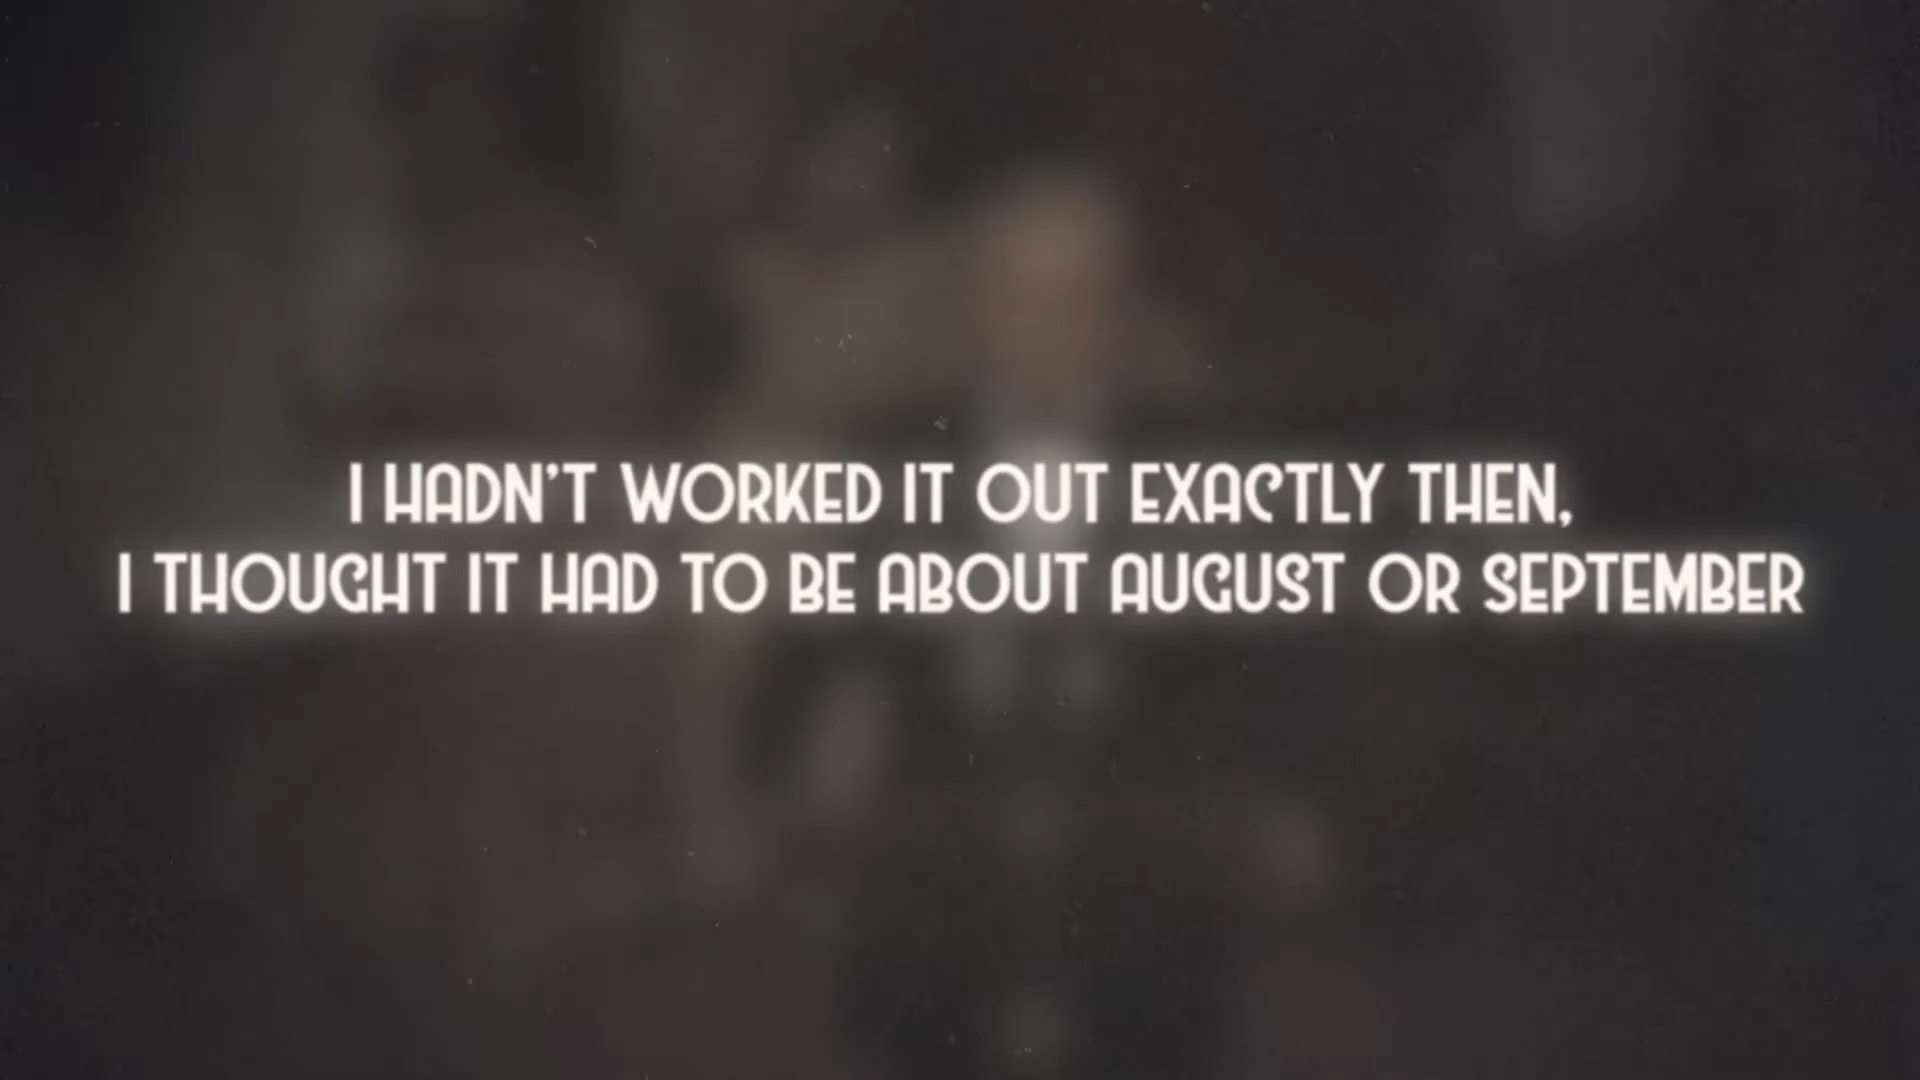 I HADN'T WORKED IT OUT EXACTLY THEN,
I THOUGHT IT HAD TO BE ABOUT AUGUST OR SEPTEMBER